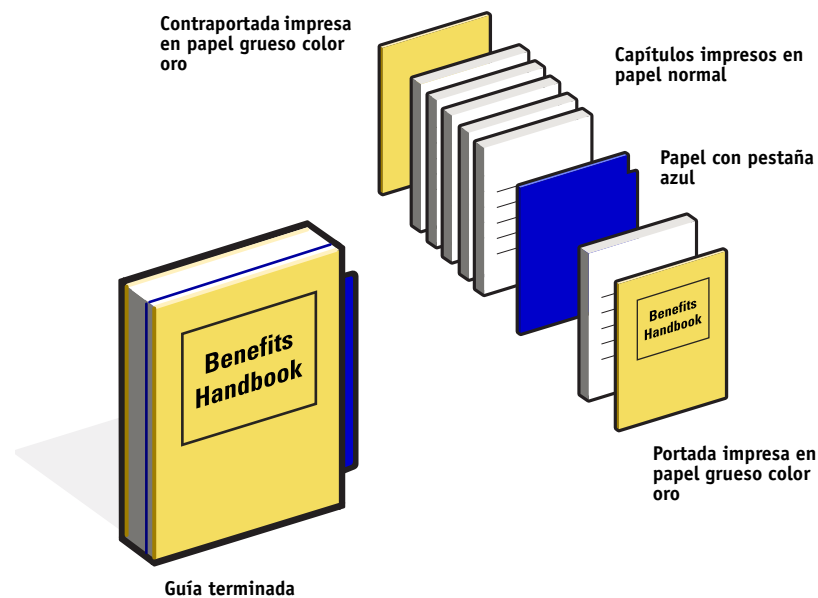 Contraportada impresa
en papel grueso color
oro
Capítulos impresos en
papel normal
Papel con pestaña
azul
Benefits
Handbook
Benefits
Handbook
Portada impresa en
papel grueso color
oro
Guía terminada